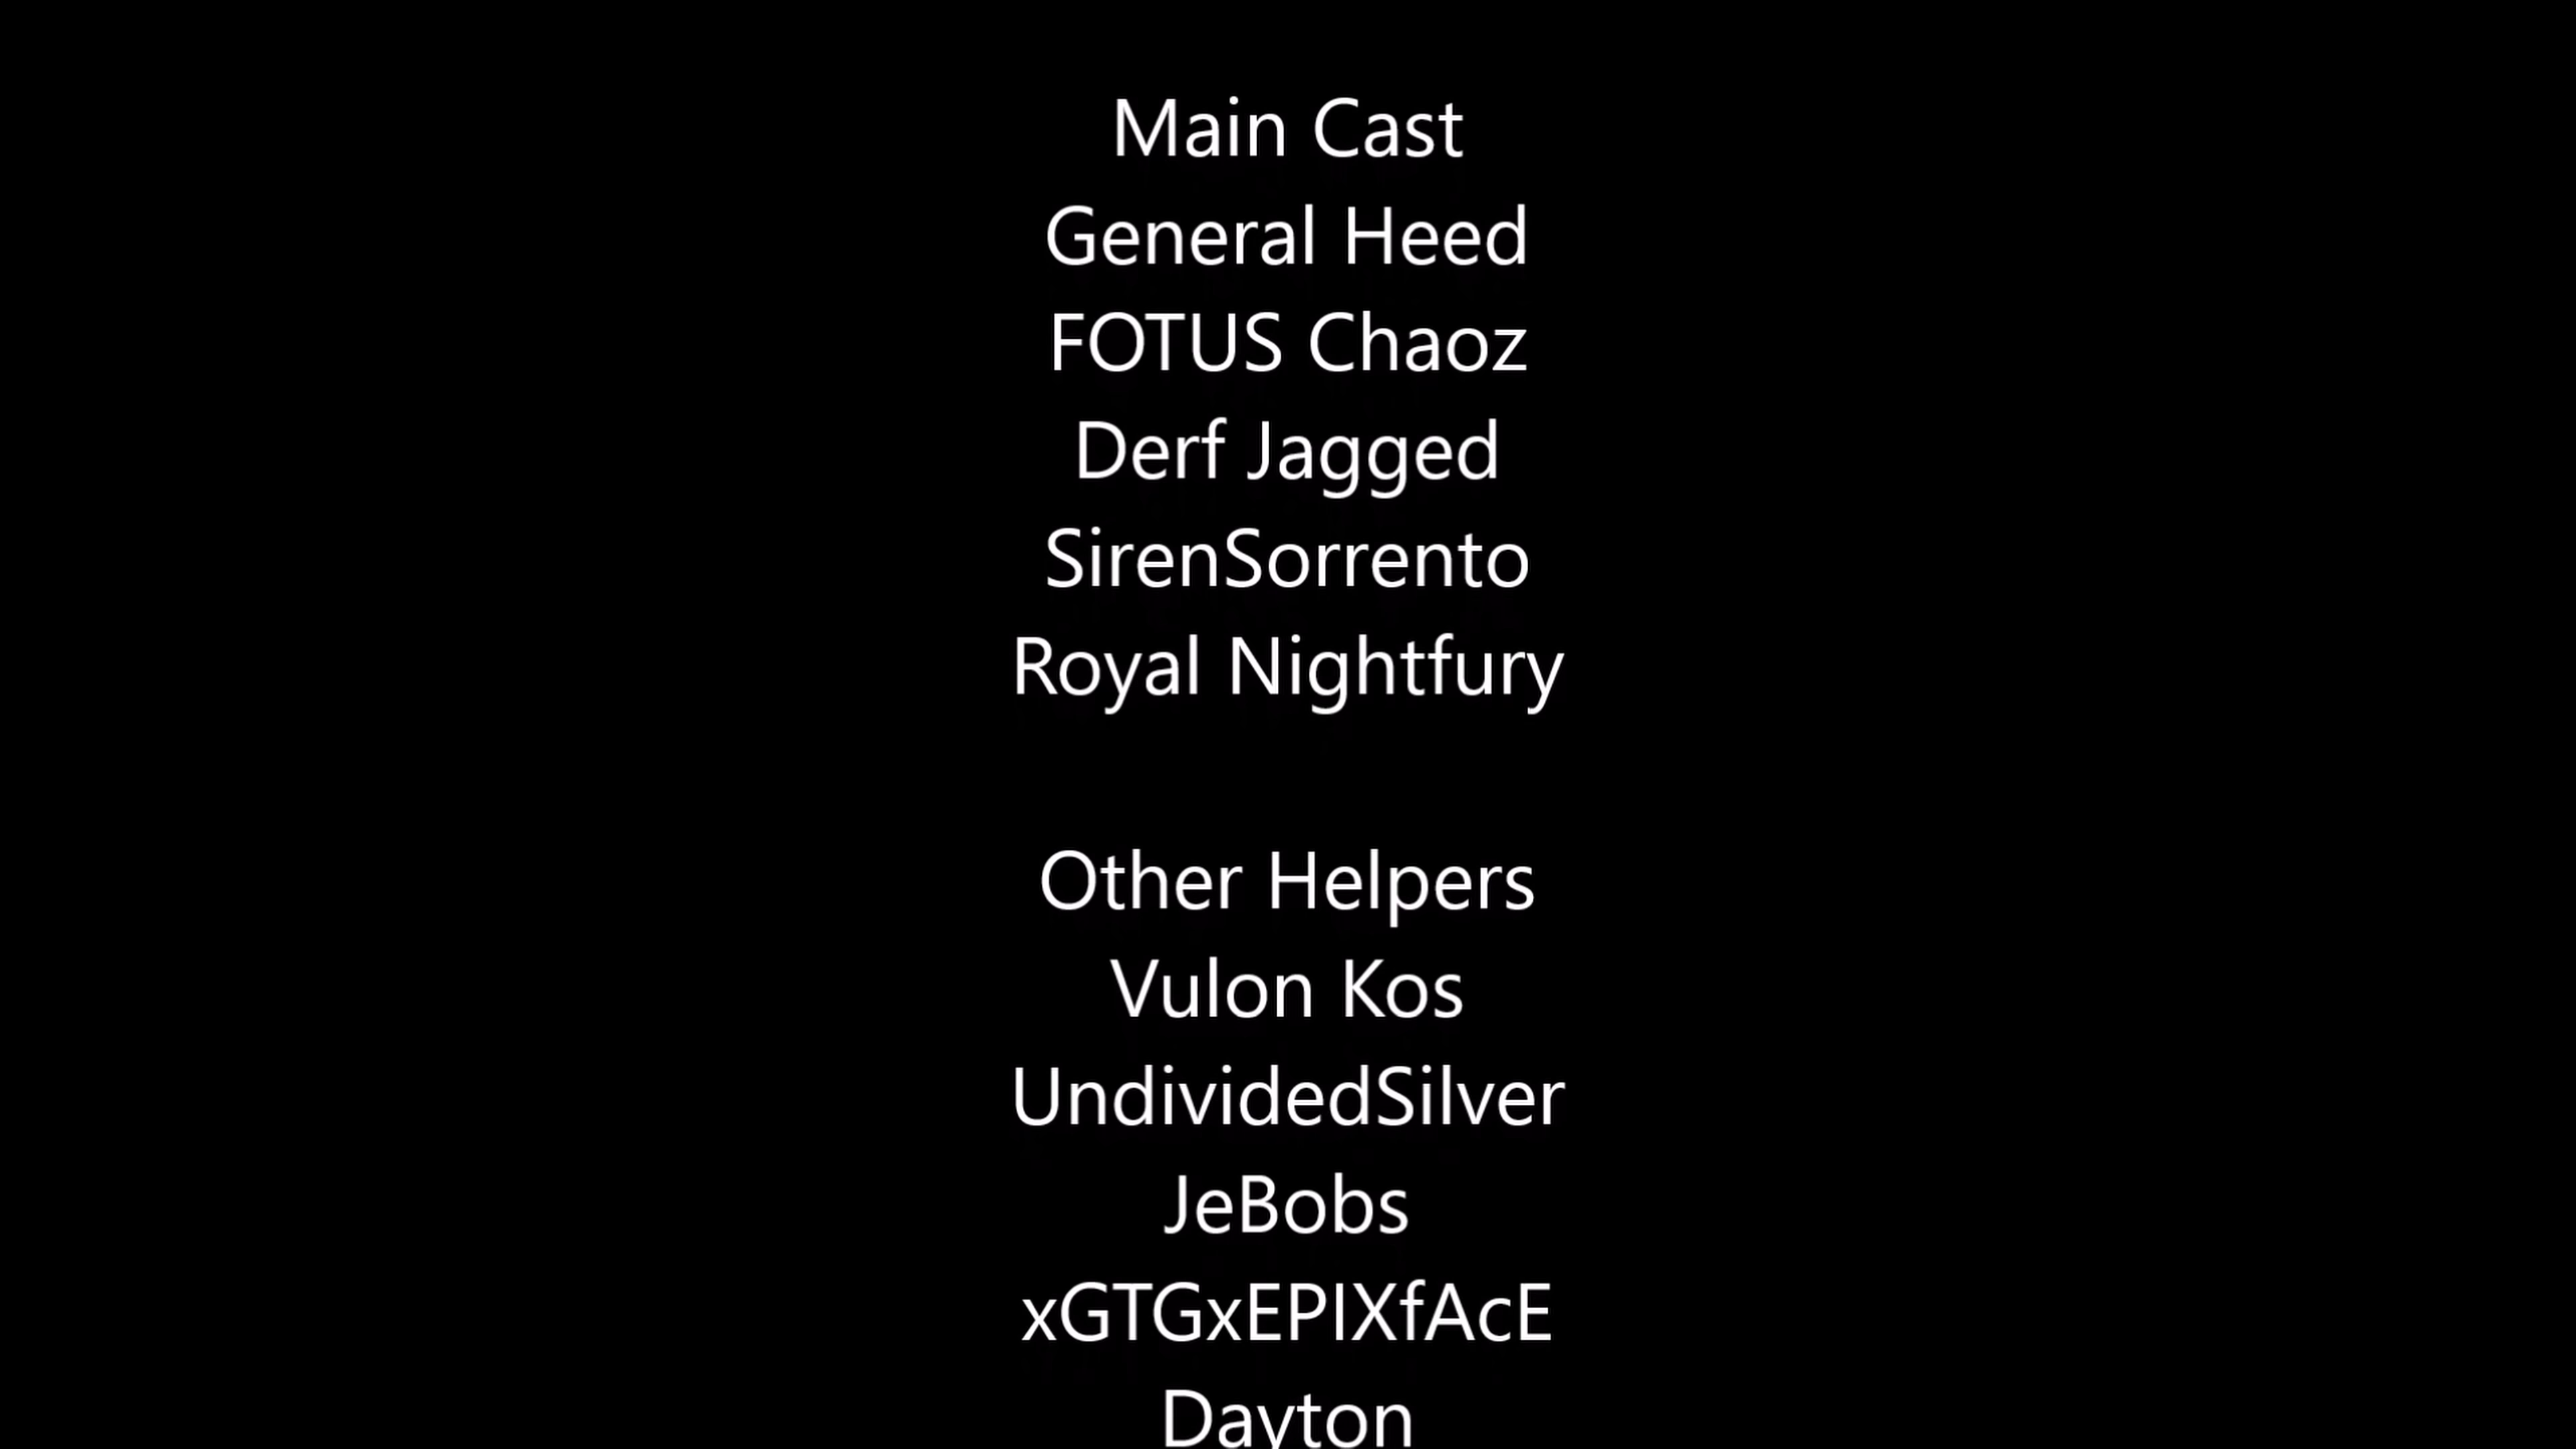 Main Cast
General Heed
FOTUS Chaoz
Derf Jagged
SirenSorrento
Royal Nightfury
Other Helpers
Vulon Kos
UndividedSilver
JeBobs
xGTGxEPIXfAcE
Dayton